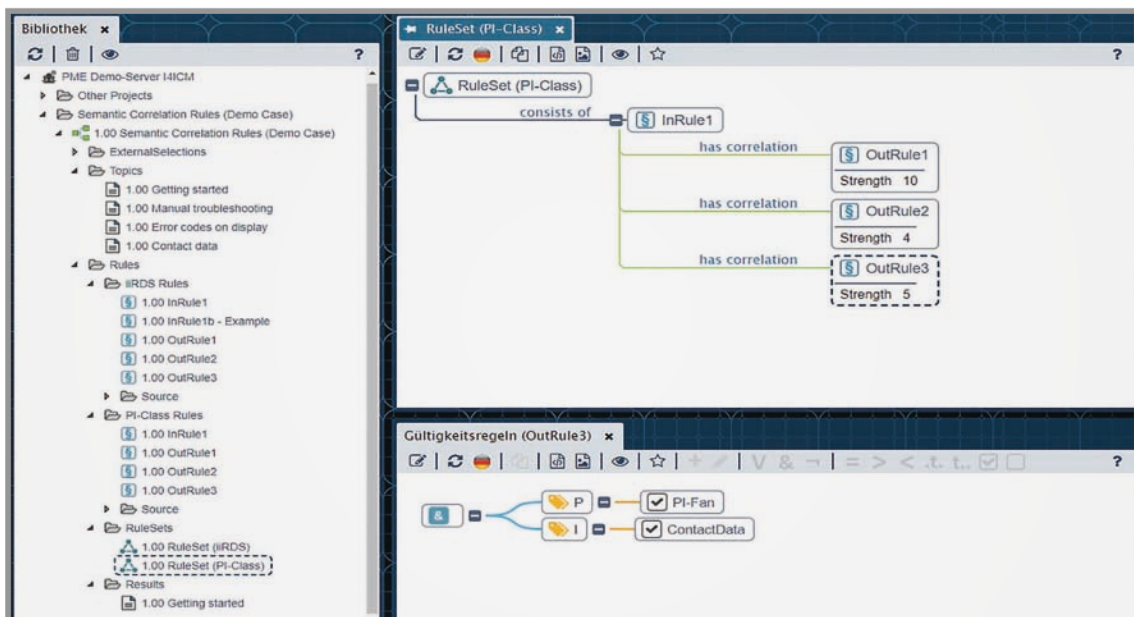 Bibliothek ×
?
PME Demo-Server I4ICM
Other Projects
Semantic Correlation Rules (Demo Case)
1.00 Semantic Correlation Rules (Demo Case)
ExternalSelections
Topics
1.00 Getting started
1.00 Manual troubleshooting
1.00 Error codes on display
1.00 Contact data
Rules
iiRDS Rules
§ 1.00 InRule1
§ 1.00 InRule1b - Example
§ 1.00 OutRule1
§ 1.00 OutRule2
§ 1.00 OutRule3
Source
PI-Class Rules
§ 1.00 InRule1
§ 1.00 OutRule1
§ 1.00 OutRule2
§ 1.00 OutRule3
Source
RuleSets
1.00 RuleSet (iiRDS)
1.00 RuleSet (PI-Class)
Results
1.00 Getting started
RuleSet (PI-Class) ×
?
RuleSet (PI-Class)
consists of
§ InRule1
has correlation
§ OutRule1
Strength 10
has correlation
§ OutRule2
Strength 4
has correlation
§ OutRule3
Strength 5
Gültigkeitsregeln (OutRule3) ×
+ V & ¬ = > < .t. t.. ?
&
P
PI-Fan
I
ContactData